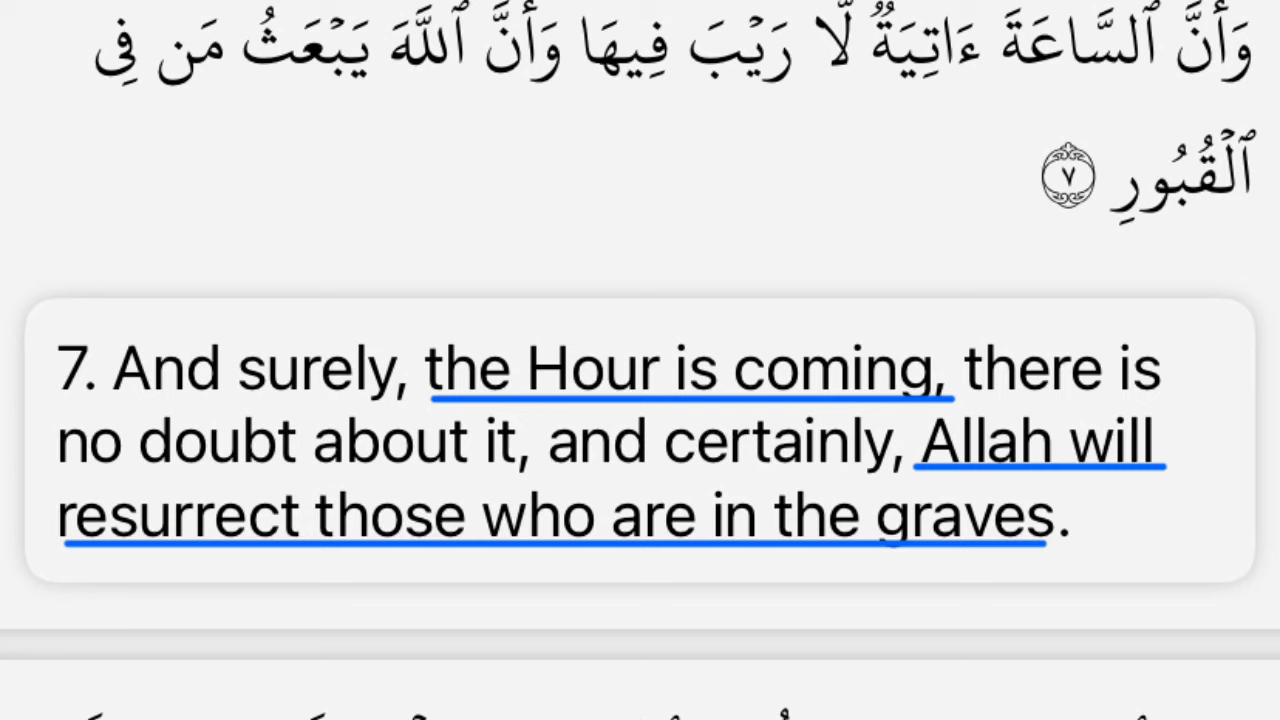 وَأَنَّ ٱلسَّاعَةَ ءَاتِيَةٌ لَّا رَيْبَ فِيهَا وَأَنَّ ٱللَّهَ يَبْعَثُ مَن فِى
ٱلْقُبُورِ ٧
7. And surely, the Hour is coming, there is
no doubt about it, and certainly, Allah will
resurrect those who are in the graves.